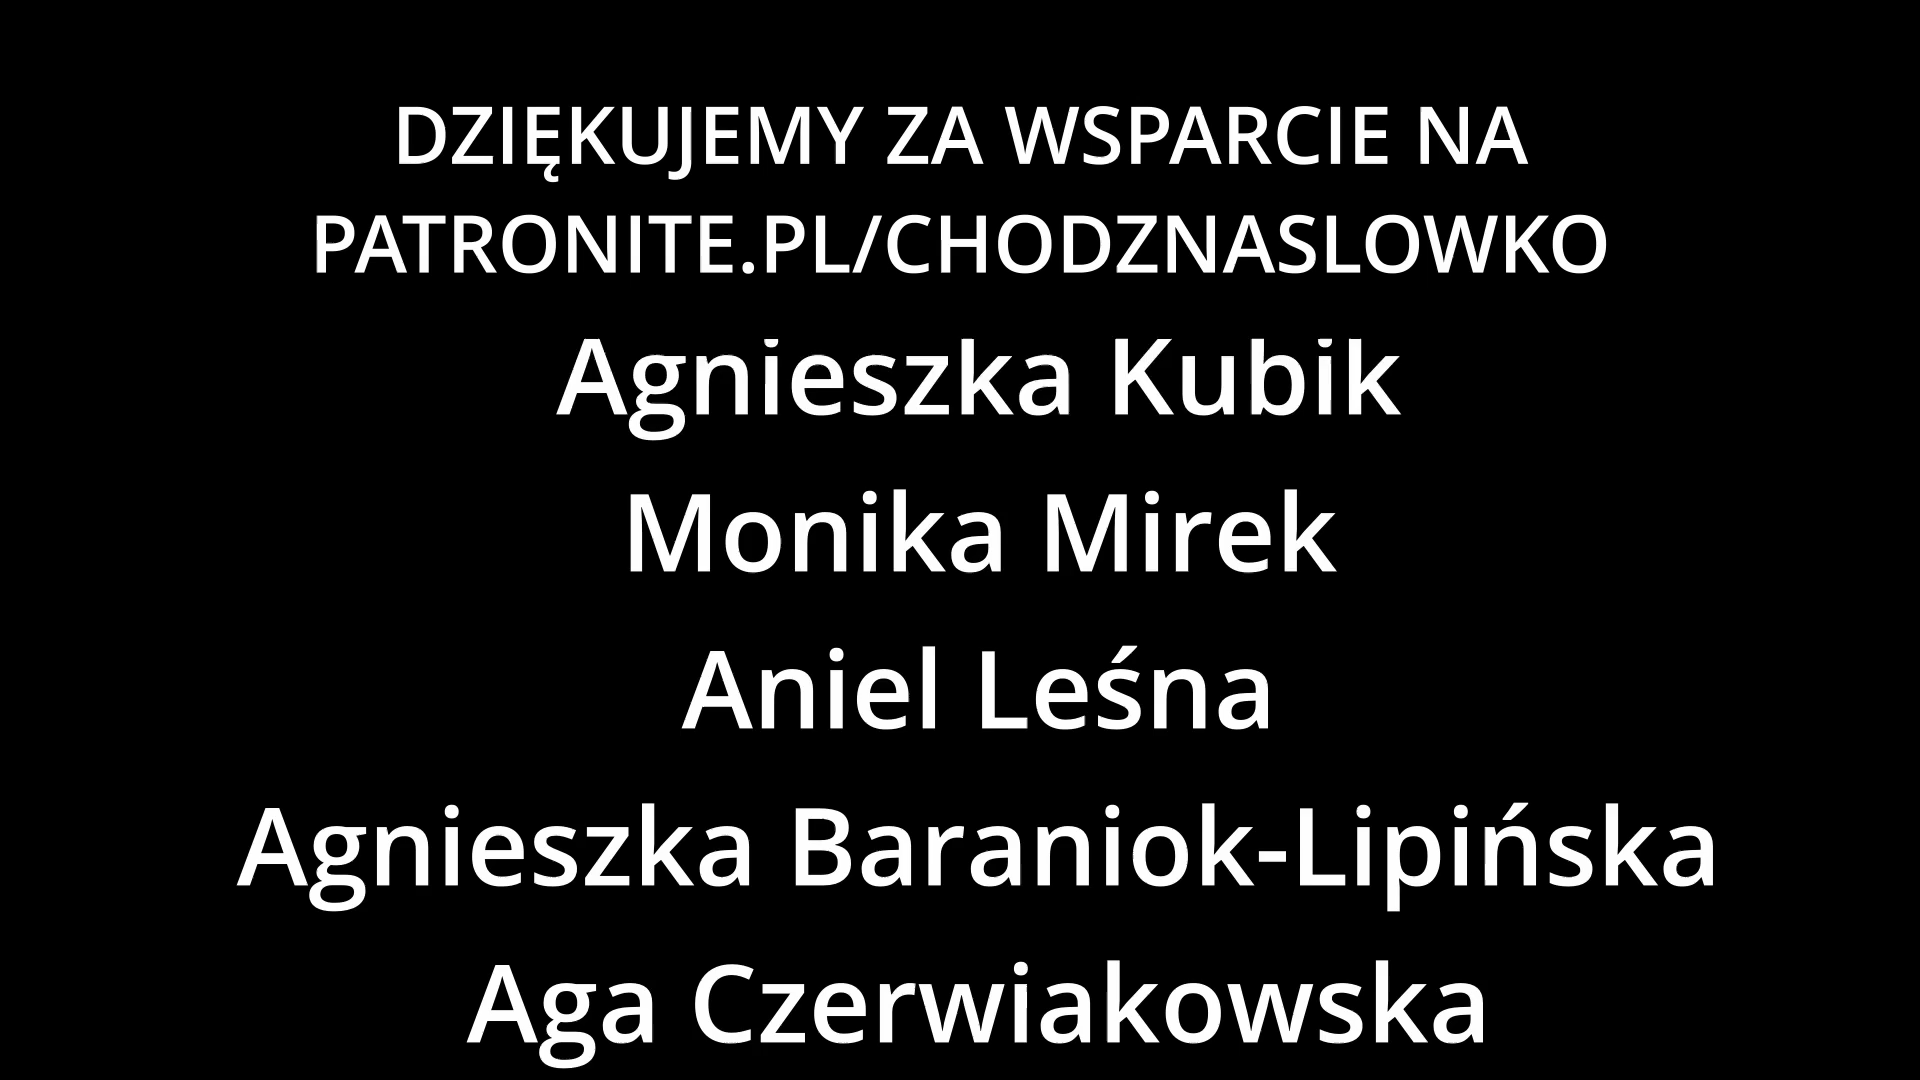 DZIĘKUJEMY ZA WSPARCIE NA
PATRONITE.PL/CHODZNASLOWKO
Agnieszka Kubik
Monika Mirek
Aniel Leśna
Agnieszka Baraniok-Lipińska
Aga Czerwiakowska